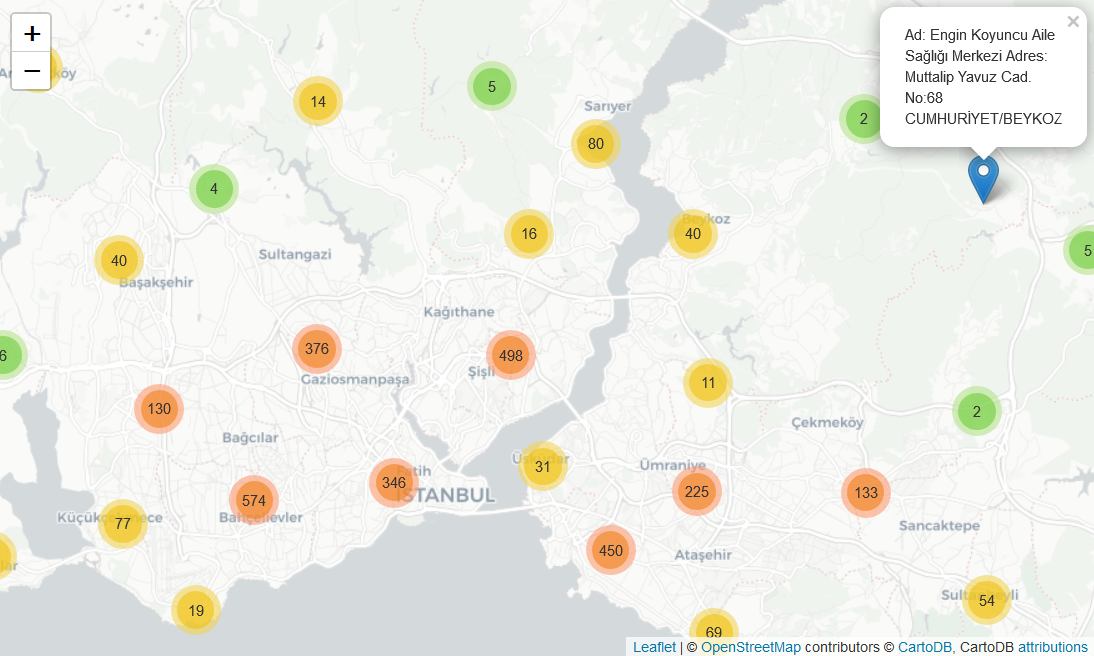 +
−
×
Ad: Engin Koyuncu Aile
Sağlığı Merkezi Adres:
Muttalip Yavuz Cad.
No:68
CUMHURİYET/BEYKOZ
14
5
Sarıyer
2
80
4
16
Beykoz
40
5
40
Sultangazi
Başakşehir
Kağıthane
6
376
498
Şişli
Gaziosmanpaşa
11
130
2
Çekmeköy
Bağcılar
31
Ümraniye
Fatih
346
İSTANBUL
225
133
574
Bahçelievler
77
Sancaktepe
450
Ataşehir
19
54
69
Leaflet | © OpenStreetMap contributors © CartoDB, CartoDB attributions